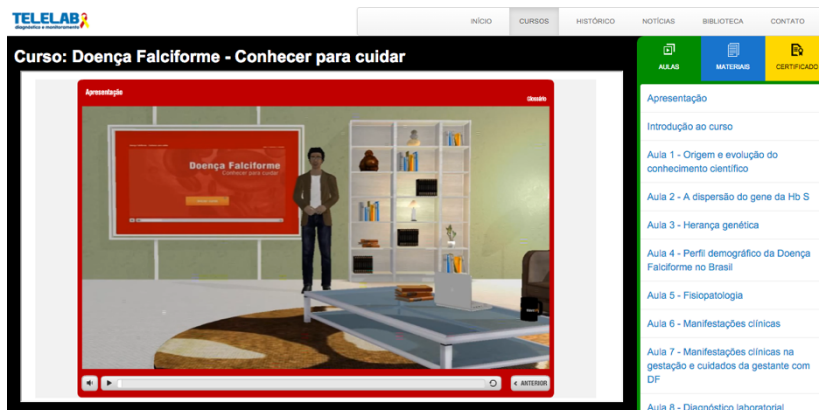 TELELAB
diagnóstico e monitoramento
INÍCIO
CURSOS
HISTÓRICO
NOTÍCIAS
BIBLIOTECA
CONTATO
Curso: Doença Falciforme - Conhecer para cuidar
Apresentação
Glossário
Doença Falciforme
Conhecer para cuidar
< ANTERIOR
AULAS
MATERIAIS
CERTIFICADO
Apresentação
Introdução ao curso
Aula 1 - Origem e evolução do
conhecimento científico
Aula 2 - A dispersão do gene da Hb S
Aula 3 - Herança genética
Aula 4 - Perfil demográfico da Doença
Falciforme no Brasil
Aula 5 - Fisiopatologia
Aula 6 - Manifestações clínicas
Aula 7 - Manifestações clínicas na
gestação e cuidados da gestante com
DF
Aula 8 - Diagnóstico laboratorial